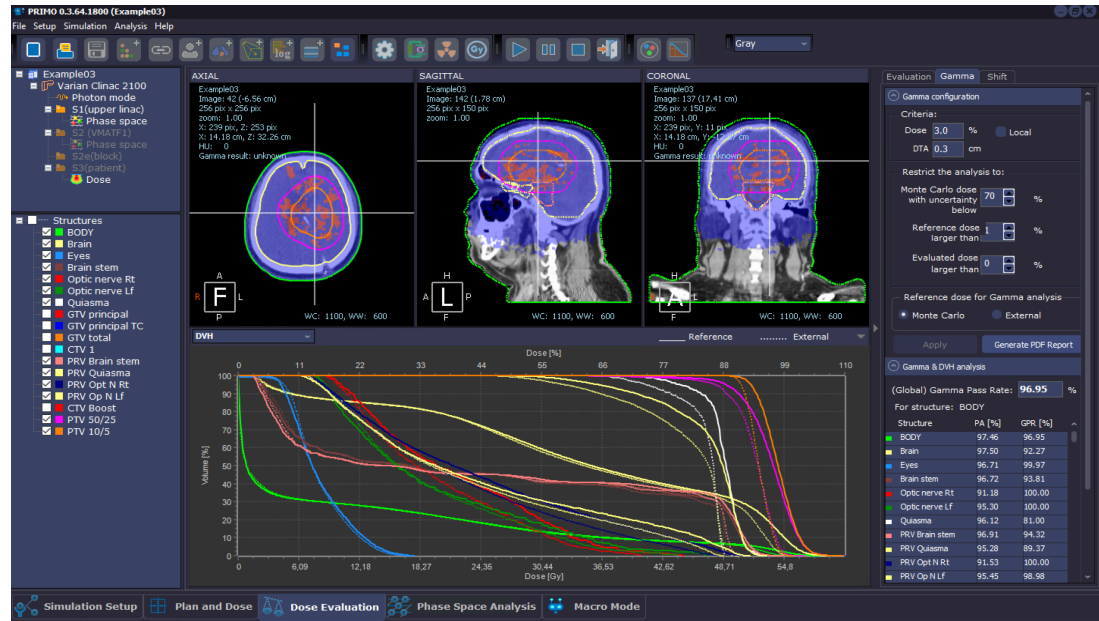 PRIMO 0.3.64.1800 (Example03)
File Setup Simulation Analysis Help
log
Gy
Gray
Example03
Varian Clinac 2100
Photon mode
S1(upper linac)
Phase space
S2 (VMATF1)
Phase space
S2e(block)
S3(patient)
Dose
Structures
BODY
Brain
Eyes
Brain stem
Optic nerve Rt
Optic nerve Lf
Quiasma
GTV principal
GTV principal TC
GTV total
CTV 1
PRV Brain stem
PRV Quiasma
PRV Opt N Rt
PRV Op N Lf
CTV Boost
PTV 50/25
PTV 10/5
AXIAL
Example03
Image: 42 (-6.56 cm)
256 pix x 256 pix
zoom: 1.00
X: 239 pix, Z: 253 pix
X: 14.18 cm, Z: 32.26 cm
HU: 0
Gamma result: unknown
A
R F L
P
WC: 1100, WW: 600
SAGITTAL
Example03
Image: 142 (1.78 cm)
256 pix x 150 pix
zoom: 1.00
H
A L P
F
WC: 1100, WW: 600
CORONAL
Example03
Image: 137 (17.41 cm)
256 pix x 150 pix
zoom: 1.00
X: 239 pix, Y: 11 pix
X: 14.18 cm, Y:
HU: 0
Gamma result: unknown
H
R A L
F
WC: 1100, WW: 600
DVH
Reference
External
Dose [%]
0 11 22 33 44 55 66 77 88 99 110
Volume [%]
100
90
80
70
60
50
40
30
20
10
0
0 6,09 12,18 18,27 24,35 30,44 36,53 42,62 48,71 54,8
Dose [Gy]
Evaluation Gamma Shift
Gamma configuration
Criteria:
Dose 3.0 % Local
DTA 0.3 cm
Restrict the analysis to:
Monte Carlo dose
with uncertainty 70 %
below
Reference dose 1 %
larger than
Evaluated dose 0 %
larger than
Reference dose for Gamma analysis
Monte Carlo External
Apply Generate PDF Report
Gamma & DVH analysis
(Global) Gamma Pass Rate: 96.95 %
For structure: BODY
Structure PA [%] GPR [%]
BODY 97.46 96.95
Brain 97.50 92.27
Eyes 96.71 99.97
Brain stem 96.72 93.81
Optic nerve Rt 91.18 100.00
Optic nerve Lf 95.30 100.00
Quiasma 96.12 81.00
PRV Brain stem 96.91 94.32
PRV Quiasma 95.28 89.37
PRV Opt N Rt 91.53 100.00
PRV Op N Lf 95.45 98.98
Simulation Setup Plan and Dose Dose Evaluation Phase Space Analysis Macro Mode